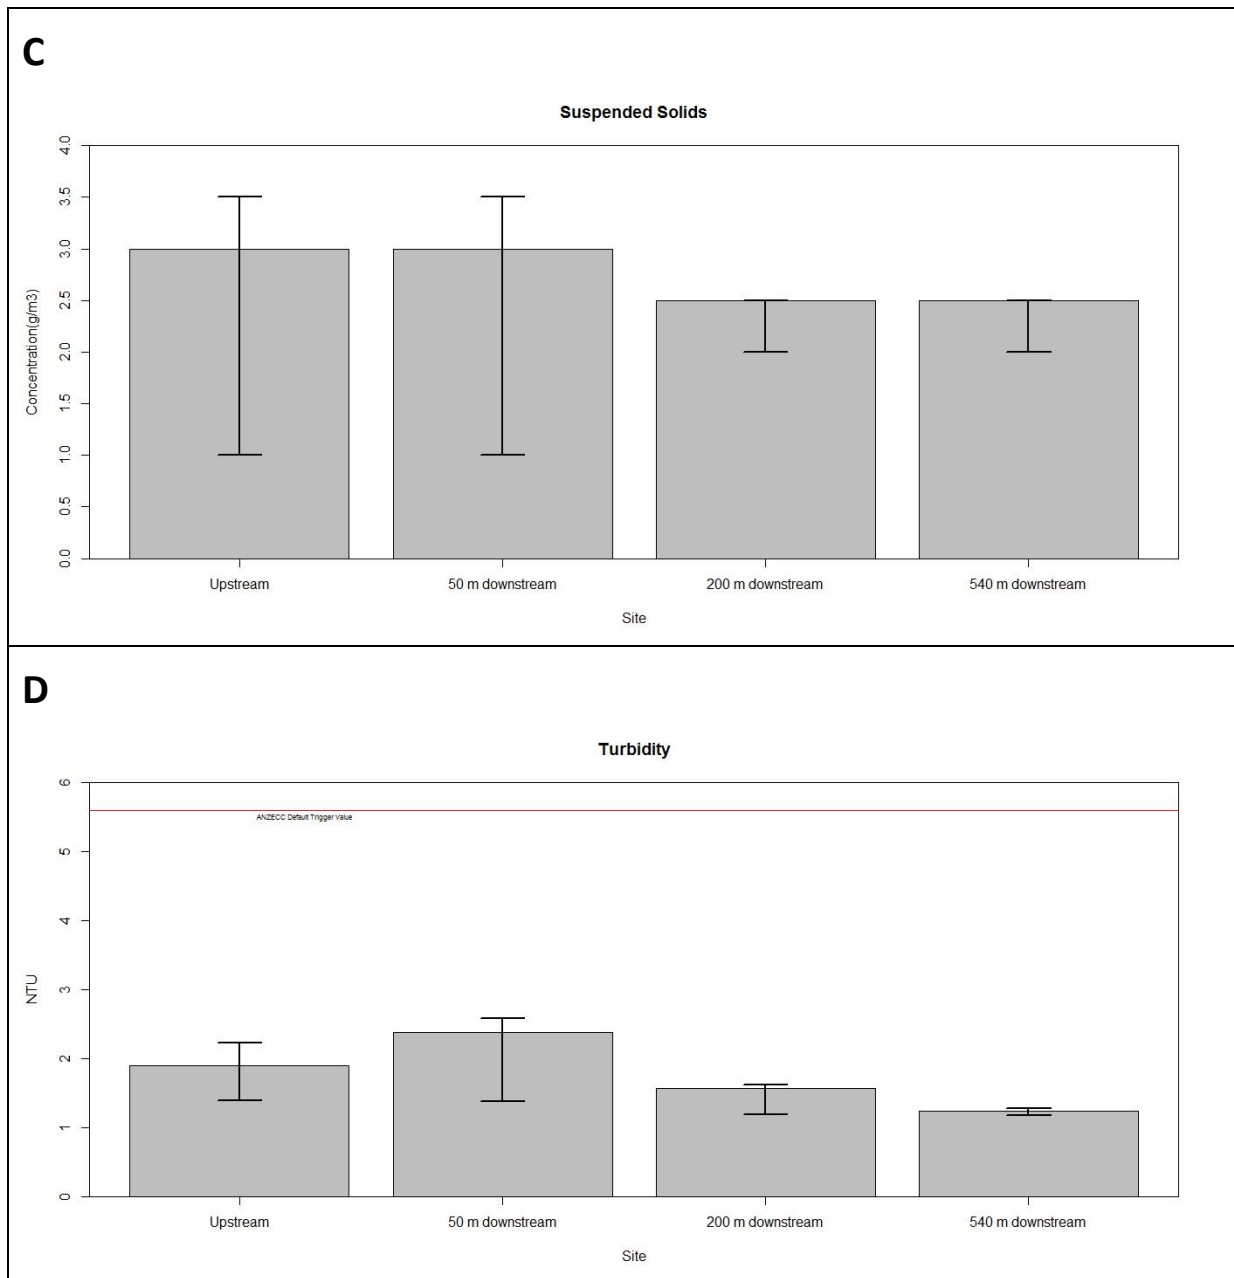 C
Suspended Solids
4.0
3.5
3.0
2.5
2.0
1.5
1.0
0.5
0.0
Concentration(g/m3)
Upstream 50 m downstream 200 m downstream 540 m downstream
Site
D
Turbidity
6
5
4
3
2
1
0
NTU
ANZECC Default Trigger Value
Upstream 50 m downstream 200 m downstream 540 m downstream
Site